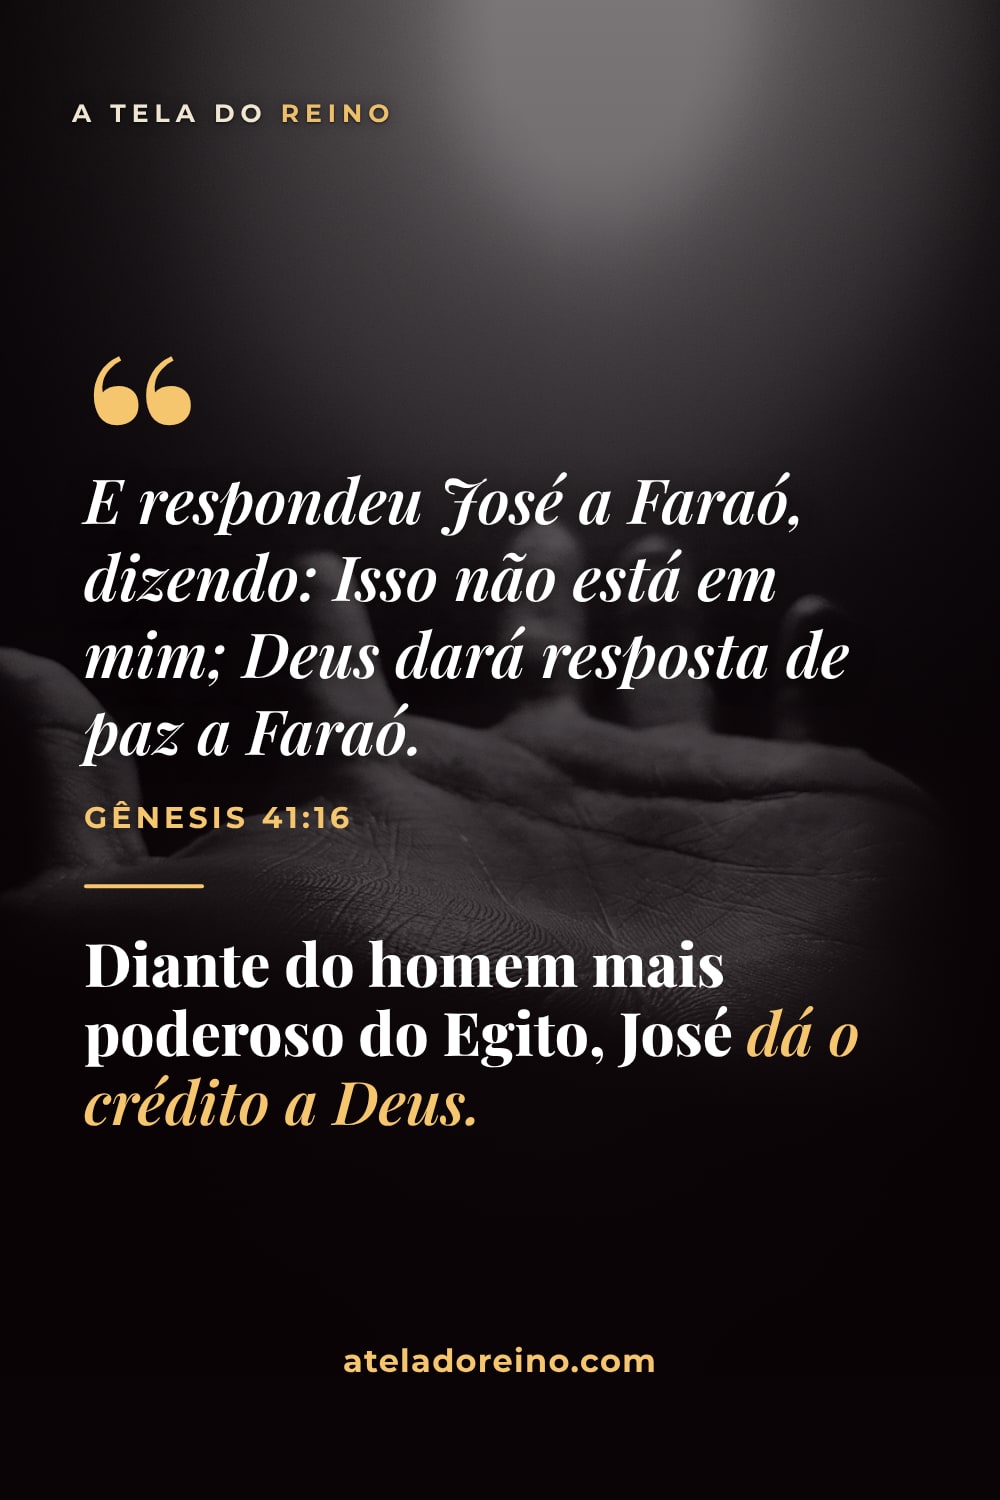 A TELA DO REINO
“
E respondeu José a Faraó,
dizendo: Isso não está em
mim; Deus dará resposta de
paz a Faraó.
GÊNESIS 41:16
Diante do homem mais
poderoso do Egito, José dá o
crédito a Deus.
ateladoreino.com